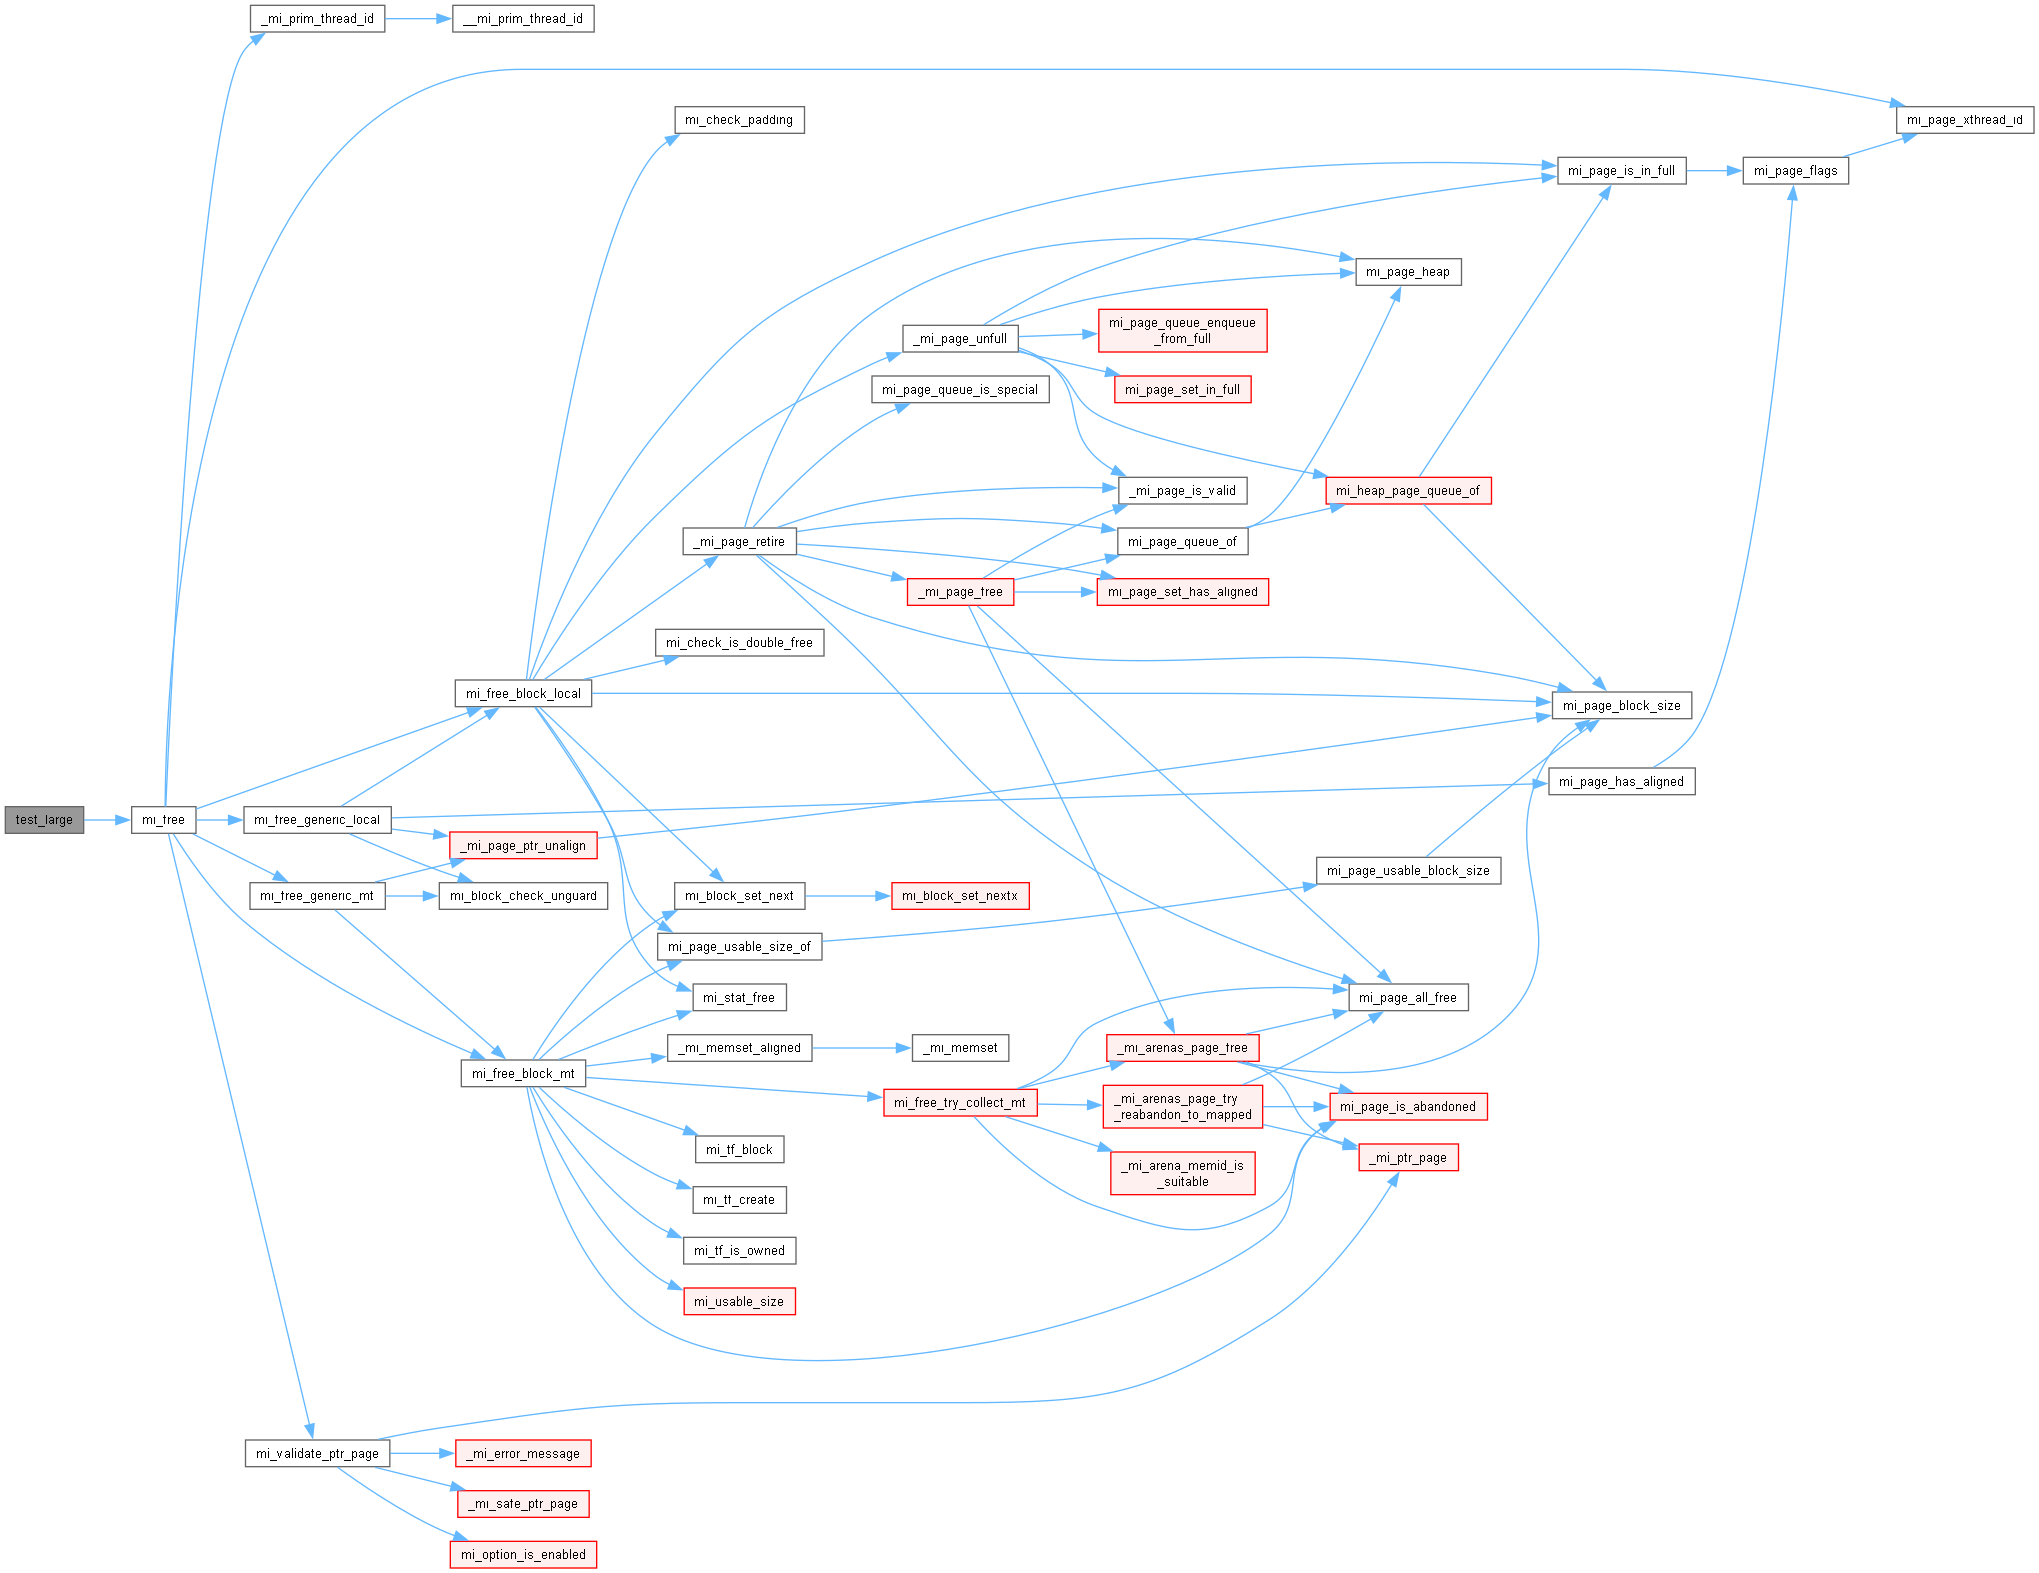 _mi_prim_thread_id
__mi_prim_thread_id
mi_check_padding
mi_page_xthread_id
mi_page_is_in_full
mi_page_flags
mi_page_heap
mi_page_queue_enqueue
_from_full
_mi_page_unfull
mi_page_queue_is_special
mi_page_set_in_full
_mi_page_is_valid
mi_heap_page_queue_of
_mi_page_retire
mi_page_queue_of
_mi_page_free
mi_page_set_has_aligned
mi_check_is_double_free
mi_free_block_local
mi_page_block_size
mi_page_has_aligned
test_large
mi_free
mi_free_generic_local
_mi_page_ptr_unalign
mi_page_usable_block_size
mi_free_generic_mt
mi_block_check_unguard
mi_block_set_next
mi_block_set_nextx
mi_page_usable_size_of
mi_stat_free
mi_page_all_free
_mi_memset_aligned
_mi_memset
_mi_arenas_page_free
mi_free_block_mt
mi_free_try_collect_mt
_mi_arenas_page_try
_reabandon_to_mapped
mi_page_is_abandoned
mi_tf_block
_mi_ptr_page
_mi_arena_memid_is
_suitable
mi_tf_create
mi_tf_is_owned
mi_usable_size
mi_validate_ptr_page
_mi_error_message
_mi_safe_ptr_page
mi_option_is_enabled